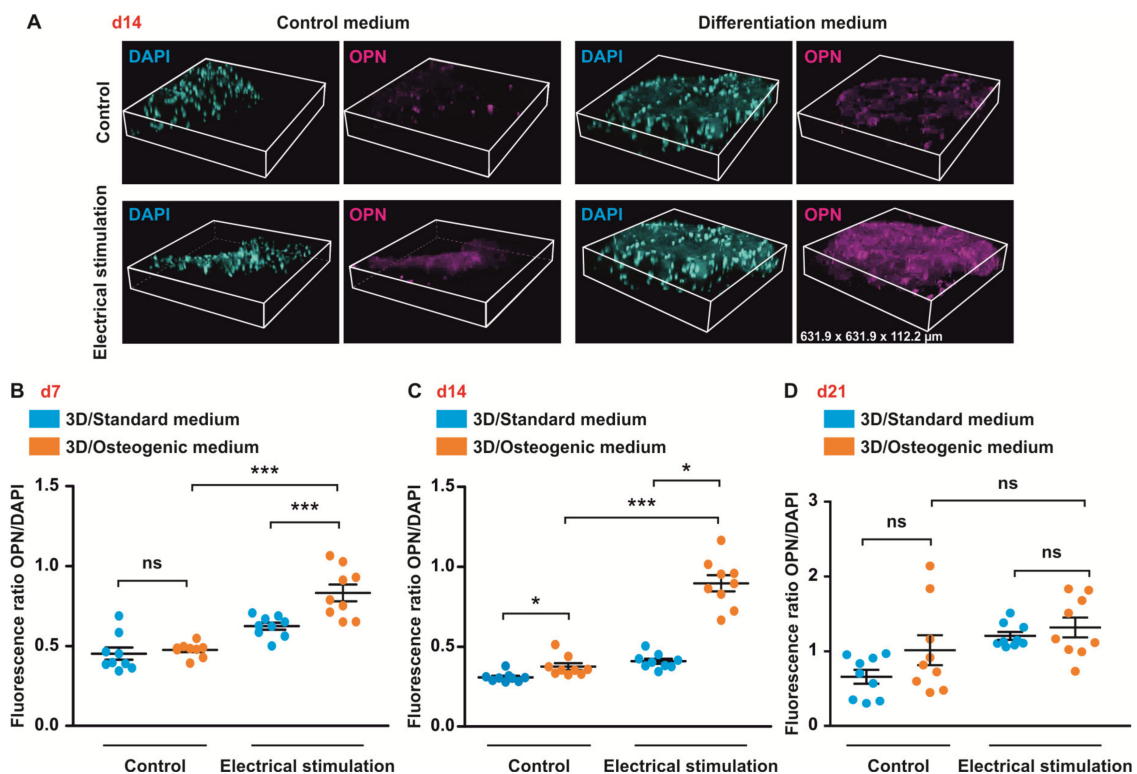 A d14 Control medium Differentiation medium
Control
DAPI OPN DAPI OPN
Electrical stimulation
DAPI OPN DAPI OPN
631.9 x 631.9 x 112.2 µm
B d7
3D/Standard medium
3D/Osteogenic medium
Fluorescence ratio OPN/DAPI
1.5
1.0
0.5
0.0
ns
***
***
Control Electrical stimulation
C d14
3D/Standard medium
3D/Osteogenic medium
Fluorescence ratio OPN/DAPI
1.5
1.0
0.5
0.0
*
***
*
Control Electrical stimulation
D d21
3D/Standard medium
3D/Osteogenic medium
Fluorescence ratio OPN/DAPI
3
2
1
0
ns
ns
ns
Control Electrical stimulation